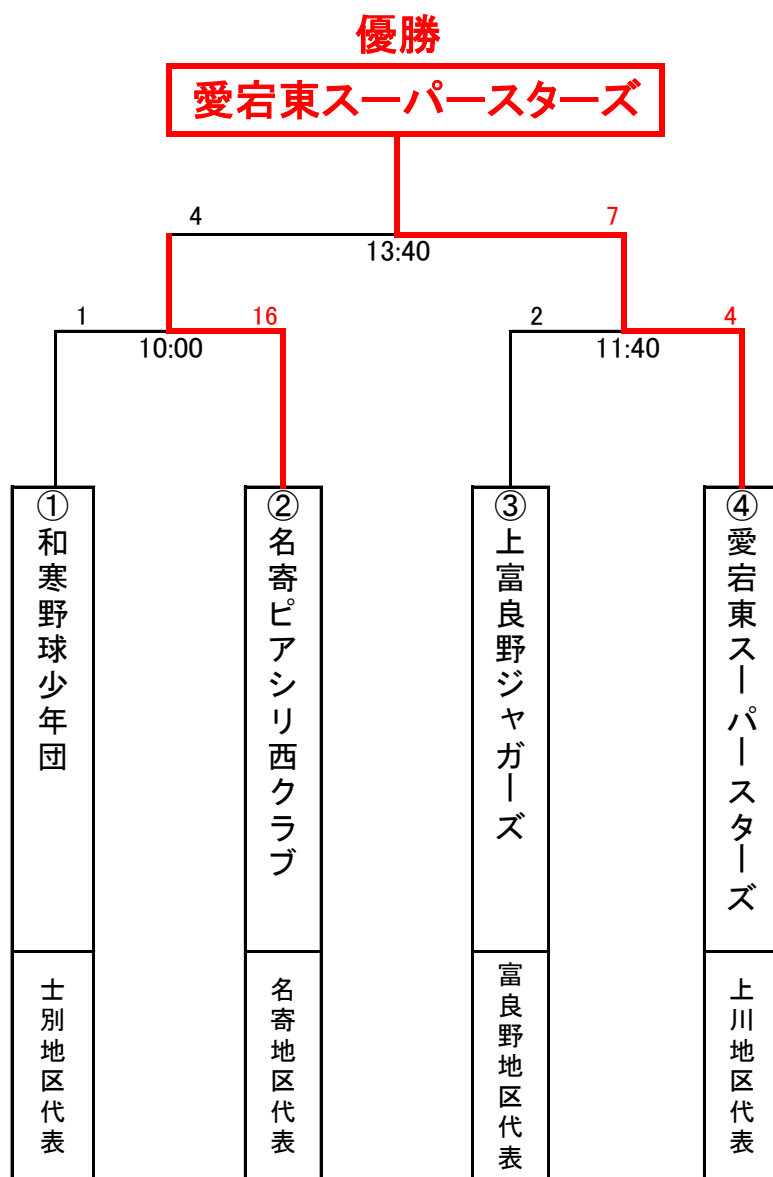 優勝
愛宕東スーパースターズ
4
7
13:40
1
16
2
4
10:00
11:40
①和寒野球少年団
②名寄ピアシリ西クラブ
③上富良野ジャガーズ
④愛宕東スーパースターズ
士別地区代表
名寄地区代表
富良野地区代表
上川地区代表